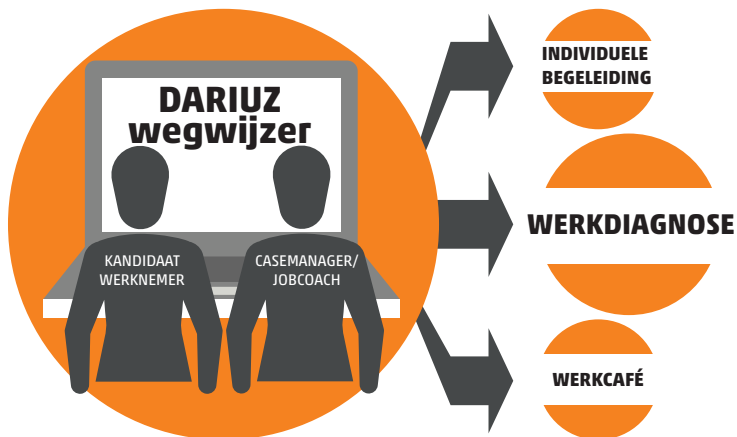 DARIUZ
wegwijzer
KANDIDAAT
WERKNEMER
CASEMANAGER/
JOBCOACH
INDIVIDUELE
BEGELEIDING
WERKDIAGNOSE
WERKCAFÉ